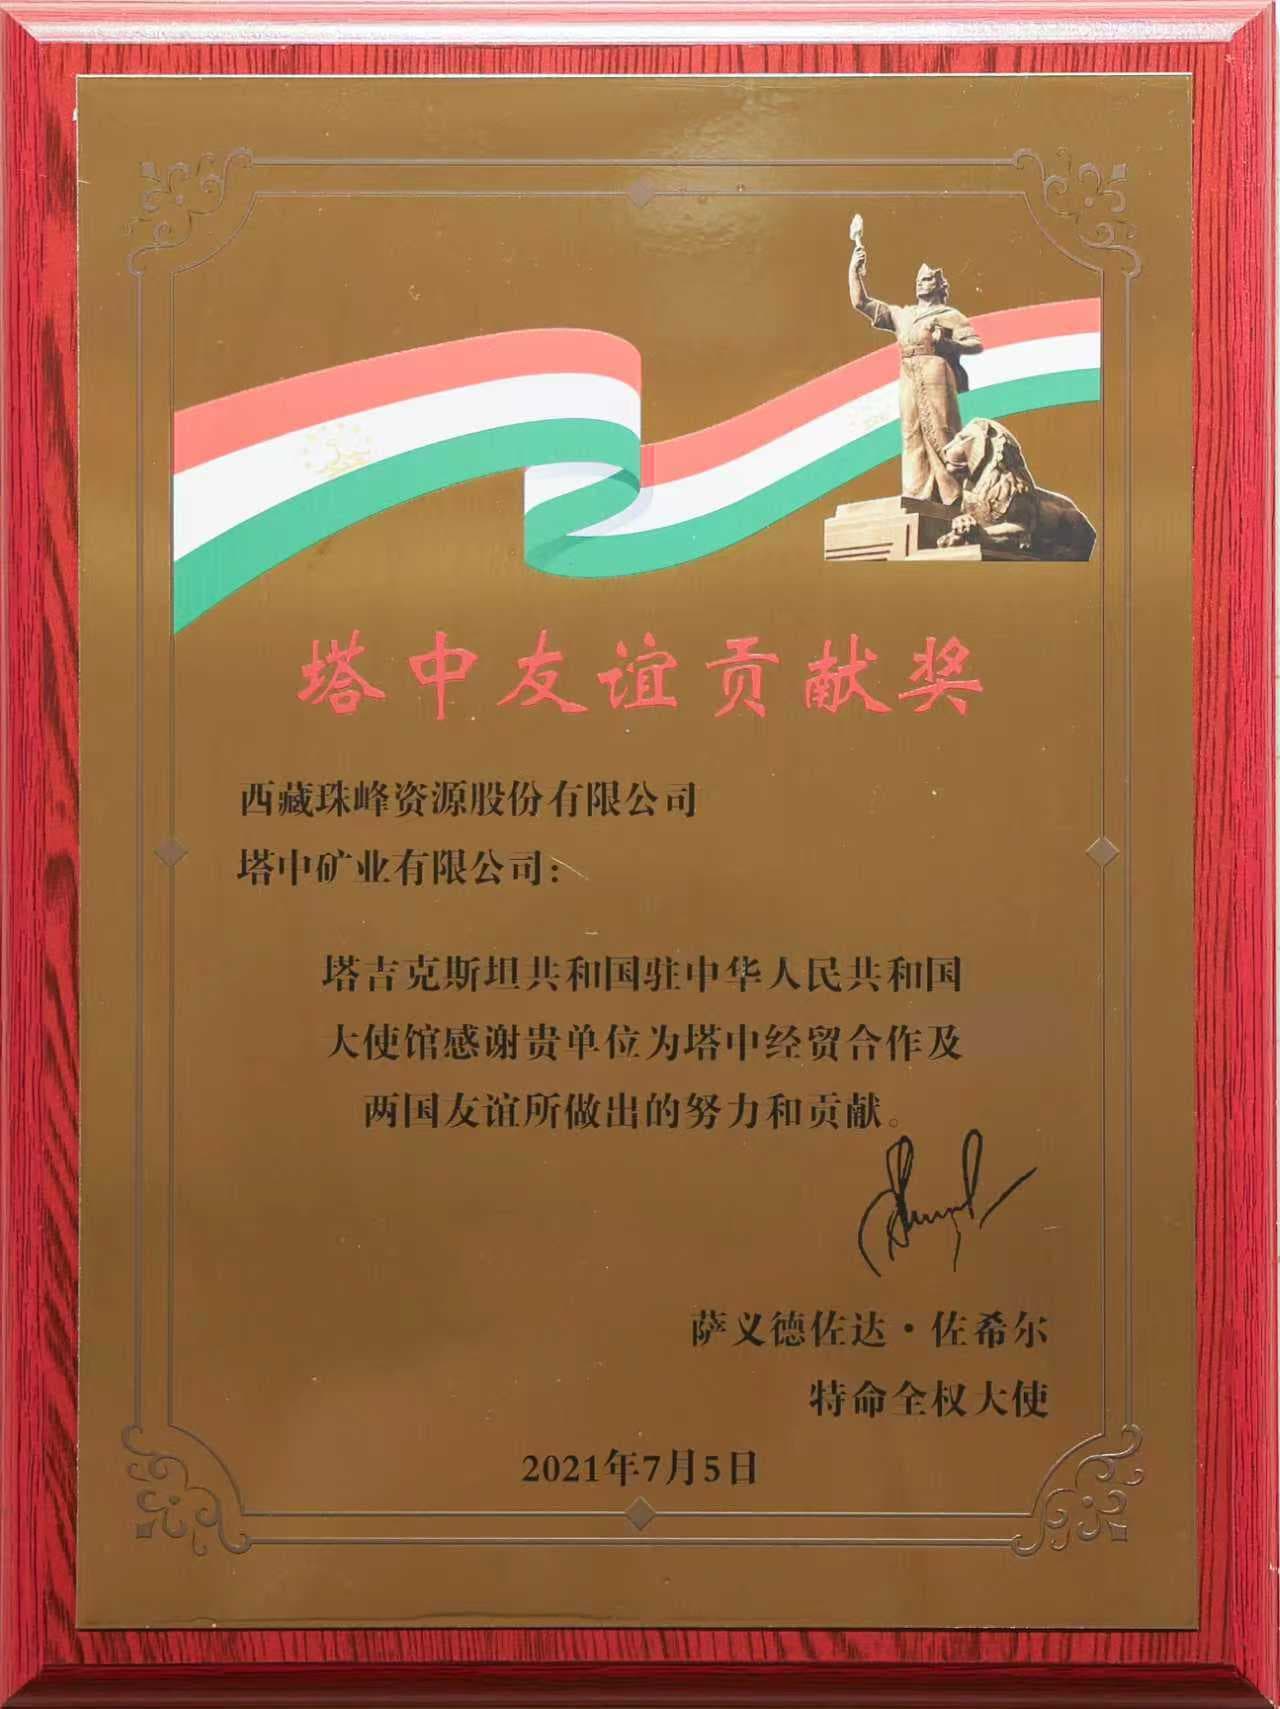 塔中友谊贡献奖
西藏珠峰资源股份有限公司
塔中矿业有限公司：
塔吉克斯坦共和国驻中华人民共和国
大使馆感谢贵单位为塔中经贸合作及
两国友谊所做出的努力和贡献。
萨义德佐达·佐希尔
特命全权大使
2021年7月5日